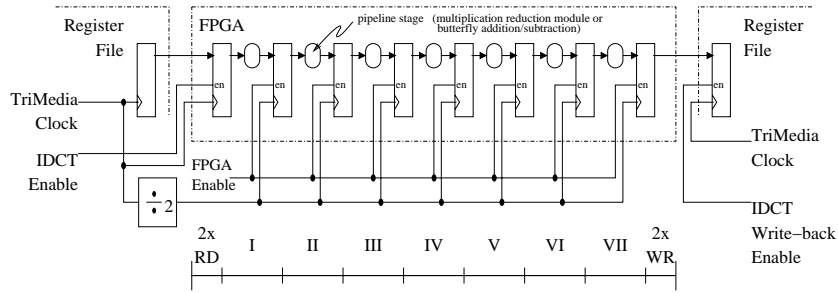 Register
File
FPGA
pipeline stage (multiplication reduction module or
butterfly addition/subtraction)
Register
File
en en en en en en en en en
TriMedia
Clock
IDCT
Enable
FPGA
Enable
÷ 2
TriMedia
Clock
IDCT
Write−back
Enable
2x
RD
I II III IV V VI VII
2x
WR